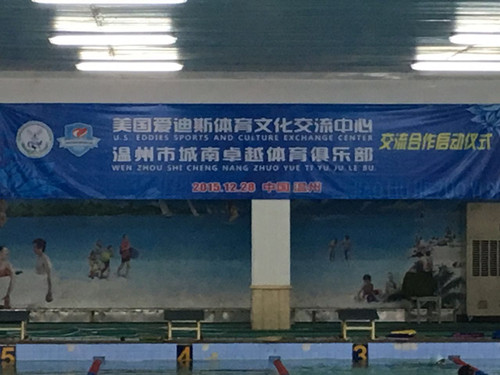 美国爱迪斯体育文化交流中心
U.S. EDDIES SPORTS AND CULTURE EXCHANGE CENTER
温州市城南卓越体育俱乐部
WEN ZHOU SHE CHENG NANG ZHUO YUE TI YU JU LE BU
交流合作启动仪式
2015.12.28 中国 温州
5
4
3